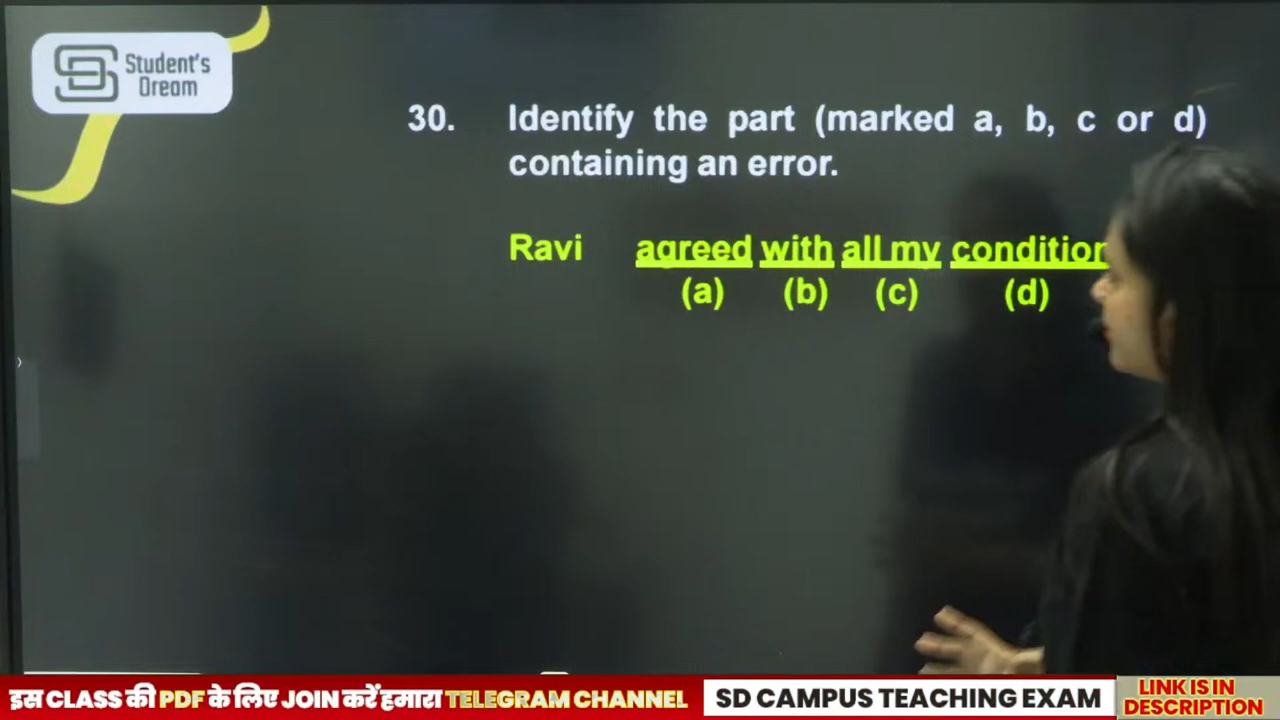 Student's
Dream
30. Identify the part (marked a, b, c or d)
containing an error.
Ravi agreed with all my
(a) (b) (c) (d)
इस CLASS की PDF के लिए JOIN करें हमारा TELEGRAM CHANNEL
SD CAMPUS TEACHING EXAM
LINK IS IN
DESCRIPTION